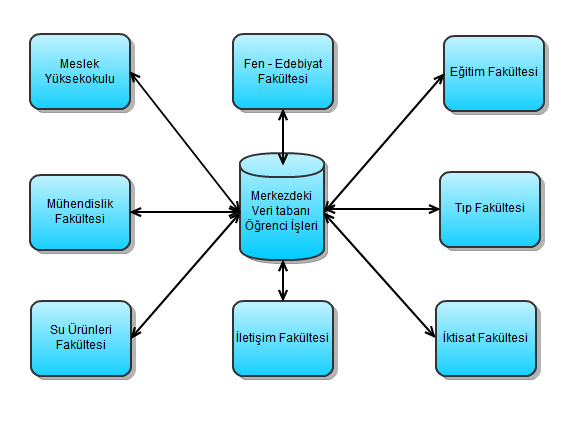 Meslek
Yüksekokulu
Fen - Edebiyat
Fakültesi
Eğitim Fakültesi
Mühendislik
Fakültesi
Merkezdeki
Veri tabanı
Öğrenci İşleri
Tıp Fakültesi
Su Ürünleri
Fakültesi
İletişim Fakültesi
İktisat Fakültesi